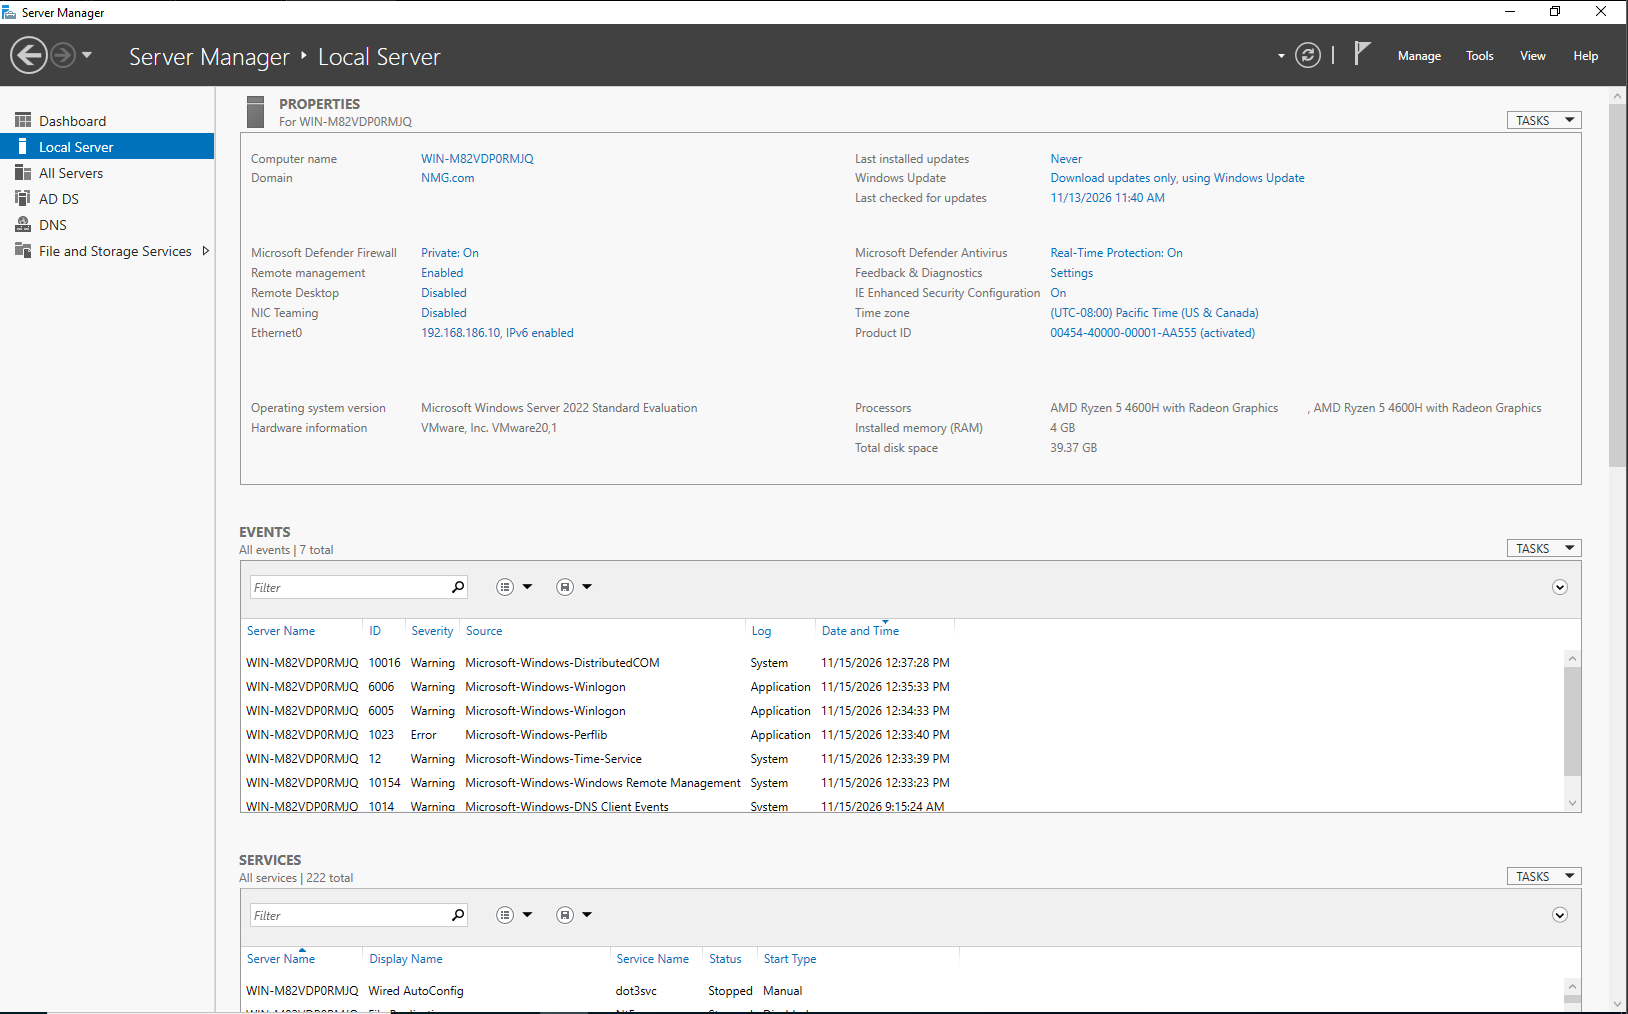 Server Manager
Server Manager ‣ Local Server
Manage Tools View Help
Dashboard
Local Server
All Servers
AD DS
DNS
File and Storage Services
PROPERTIES
For WIN-M82VDP0RMJQ
TASKS
Computer name WIN-M82VDP0RMJQ
Domain NMG.com
Last installed updates Never
Windows Update Download updates only, using Windows Update
Last checked for updates 11/13/2026 11:40 AM
Microsoft Defender Firewall Private: On
Remote management Enabled
Remote Desktop Disabled
NIC Teaming Disabled
Ethernet0 192.168.186.10, IPv6 enabled
Microsoft Defender Antivirus Real-Time Protection: On
Feedback & Diagnostics Settings
IE Enhanced Security Configuration On
Time zone (UTC-08:00) Pacific Time (US & Canada)
Product ID 00454-40000-00001-AA555 (activated)
Operating system version Microsoft Windows Server 2022 Standard Evaluation
Hardware information VMware, Inc. VMware20,1
Processors AMD Ryzen 5 4600H with Radeon Graphics , AMD Ryzen 5 4600H with Radeon Graphics
Installed memory (RAM) 4 GB
Total disk space 39.37 GB
EVENTS
All events | 7 total
TASKS
Filter
Server Name ID Severity Source Log Date and Time
WIN-M82VDP0RMJQ 10016 Warning Microsoft-Windows-DistributedCOM System 11/15/2026 12:37:28 PM
WIN-M82VDP0RMJQ 6006 Warning Microsoft-Windows-Winlogon Application 11/15/2026 12:35:33 PM
WIN-M82VDP0RMJQ 6005 Warning Microsoft-Windows-Winlogon Application 11/15/2026 12:34:33 PM
WIN-M82VDP0RMJQ 1023 Error Microsoft-Windows-Perflib Application 11/15/2026 12:33:40 PM
WIN-M82VDP0RMJQ 12 Warning Microsoft-Windows-Time-Service System 11/15/2026 12:33:39 PM
WIN-M82VDP0RMJQ 10154 Warning Microsoft-Windows-Windows Remote Management System 11/15/2026 12:33:23 PM
WIN-M82VDP0RMJQ 1014 Warning Microsoft-Windows-DNS Client Events System 11/15/2026 9:15:24 AM
SERVICES
All services | 222 total
TASKS
Filter
Server Name Display Name Service Name Status Start Type
WIN-M82VDP0RMJQ Wired AutoConfig dot3svc Stopped Manual